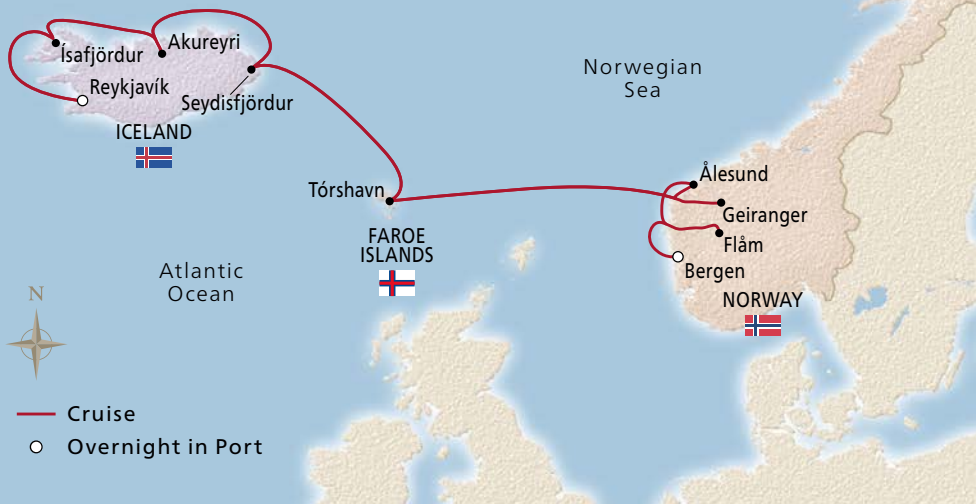 Akureyri
Ísafjördur
Reykjavík
Seydisfjördur
ICELAND
Norwegian
Sea
Tórshavn
FAROE
ISLANDS
Ålesund
Geiranger
Flåm
Bergen
NORWAY
Atlantic
Ocean
N
Cruise
Overnight in Port